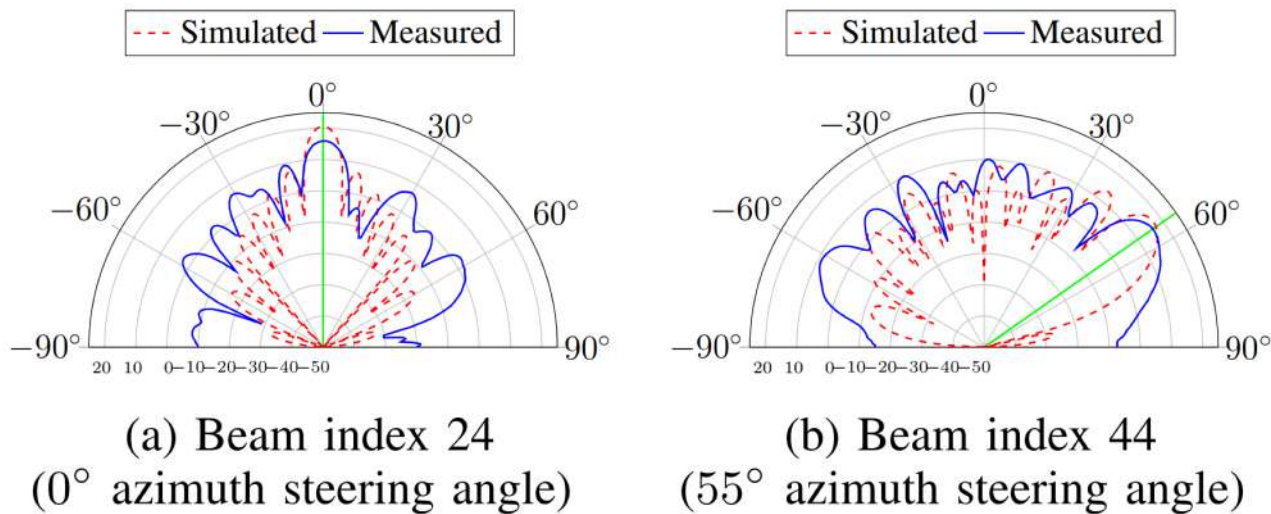 Simulated Measured
0°
−30° 30°
−60° 60°
−90° 90°
20 10 0 −10 −20 −30 −40 −50
(a) Beam index 24
(0° azimuth steering angle)
Simulated Measured
0°
−30° 30°
−60° 60°
−90° 90°
20 10 0 −10 −20 −30 −40 −50
(b) Beam index 44
(55° azimuth steering angle)